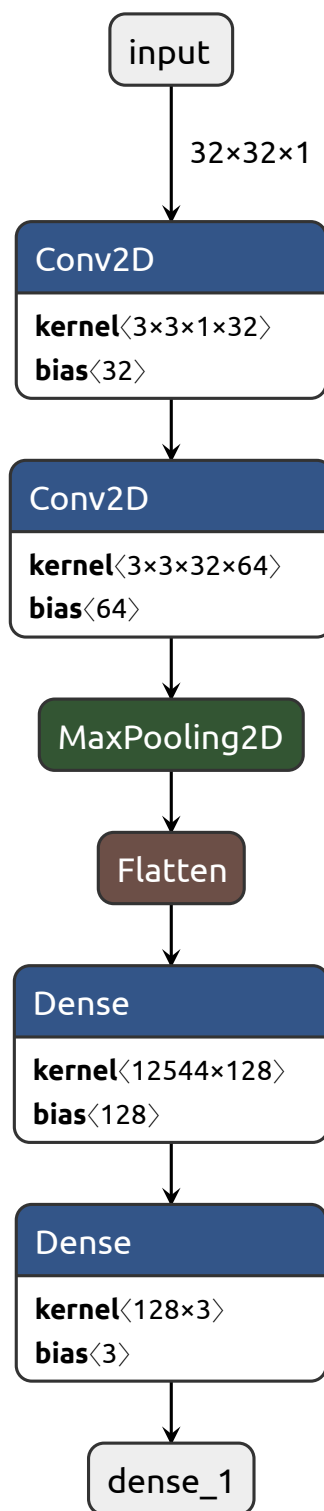 input
32×32×1
Conv2D
kernel〈3×3×1×32〉
bias〈32〉
Conv2D
kernel〈3×3×32×64〉
bias〈64〉
MaxPooling2D
Flatten
Dense
kernel〈12544×128〉
bias〈128〉
Dense
kernel〈128×3〉
bias〈3〉
dense_1